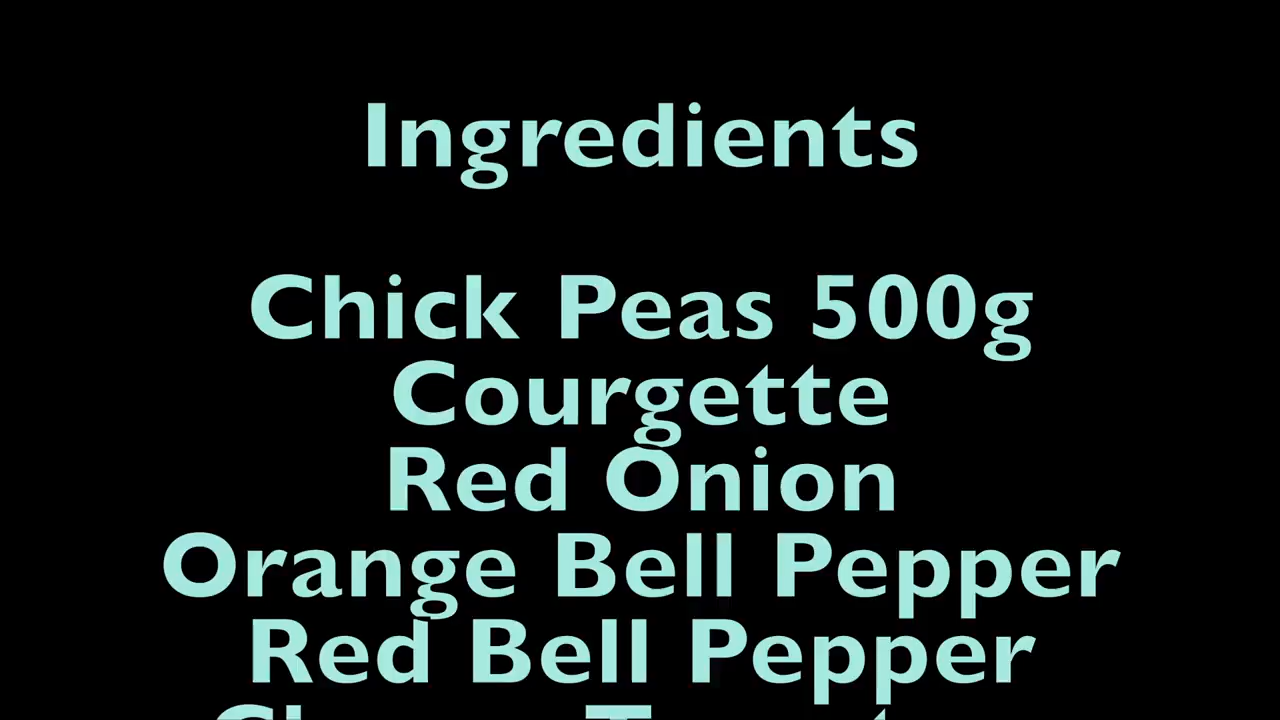 Ingredients
Chick Peas 500g
Courgette
Red Onion
Orange Bell Pepper
Red Bell Pepper